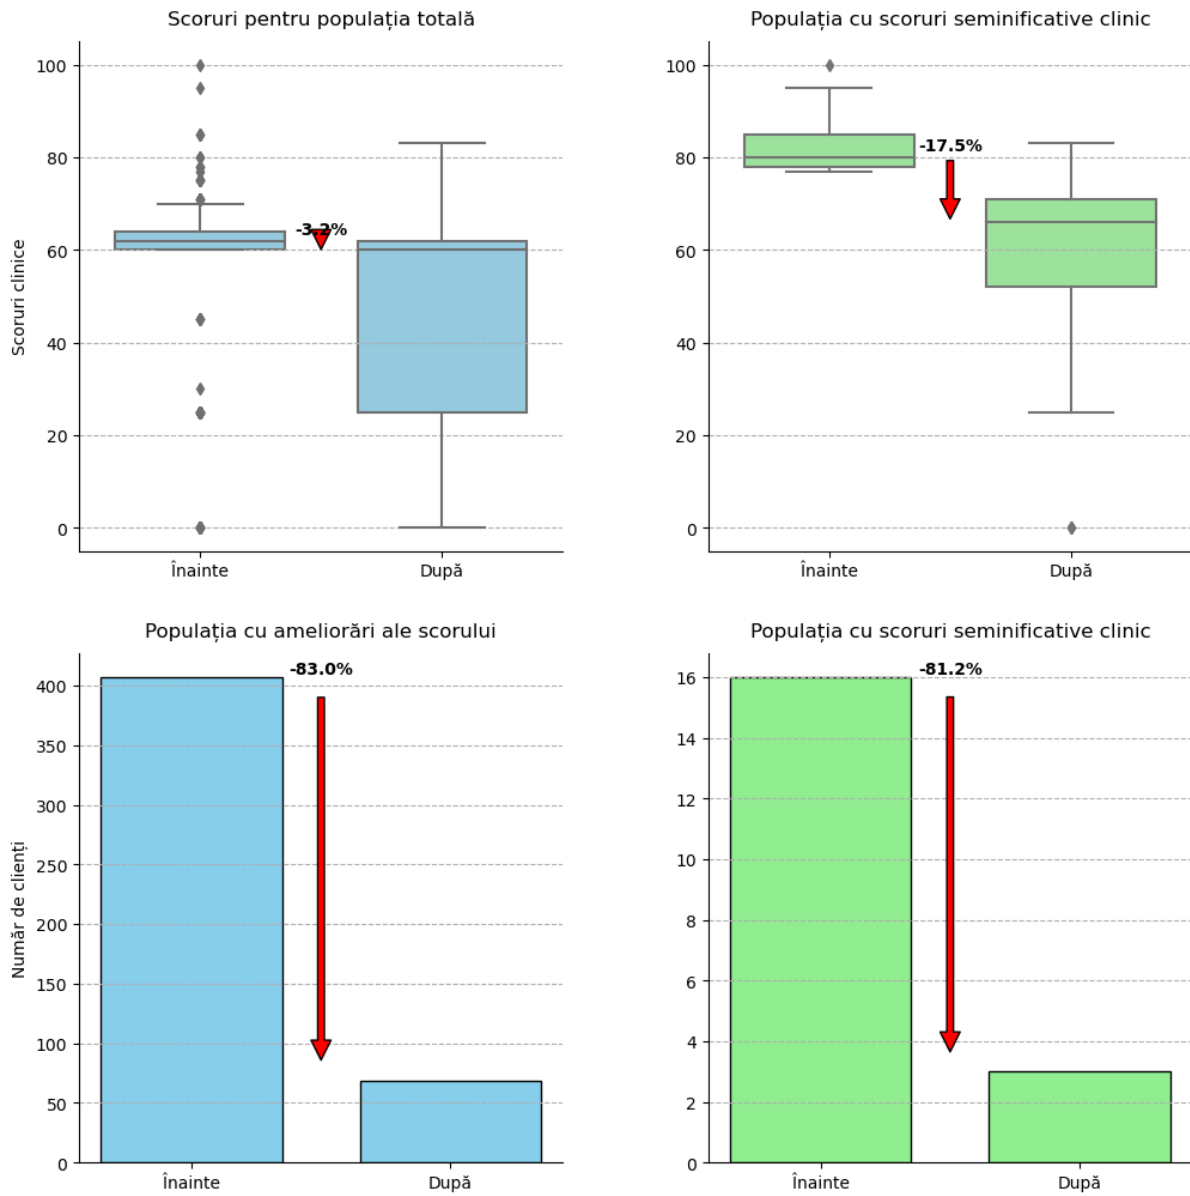 Scoruri pentru populația totală
Populația cu scoruri seminificative clinic
Scoruri clinice
100
80
60
40
20
0
-3.2%
Înainte
După
100
80
60
40
20
0
-17.5%
Înainte
După
Populația cu ameliorări ale scorului
Populația cu scoruri seminificative clinic
Număr de clienți
400
350
300
250
200
150
100
50
0
-83.0%
Înainte
După
16
14
12
10
8
6
4
2
0
-81.2%
Înainte
După